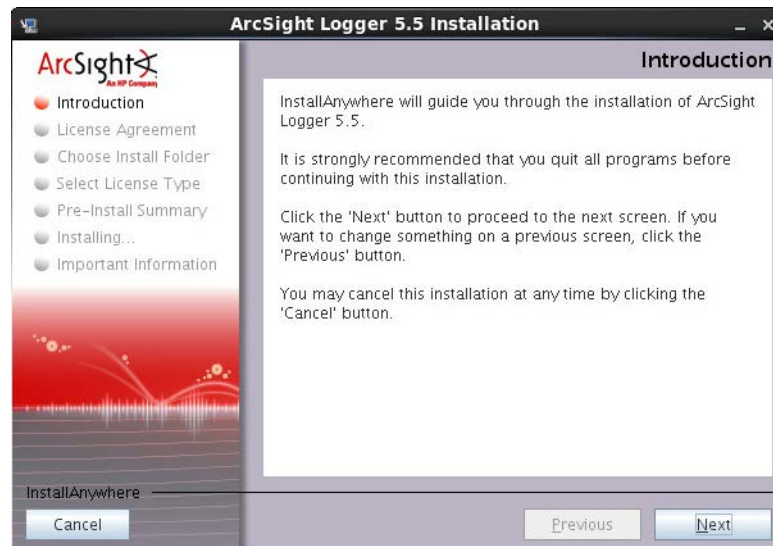 ArcSight Logger 5.5 Installation
ArcSight
An HP Company
Introduction
License Agreement
Choose Install Folder
Select License Type
Pre-Install Summary
Installing...
Important Information
Introduction
InstallAnywhere will guide you through the installation of ArcSight
Logger 5.5.
It is strongly recommended that you quit all programs before
continuing with this installation.
Click the 'Next' button to proceed to the next screen. If you
want to change something on a previous screen, click the
'Previous' button.
You may cancel this installation at any time by clicking the
'Cancel' button.
InstallAnywhere
Cancel
Previous
Next